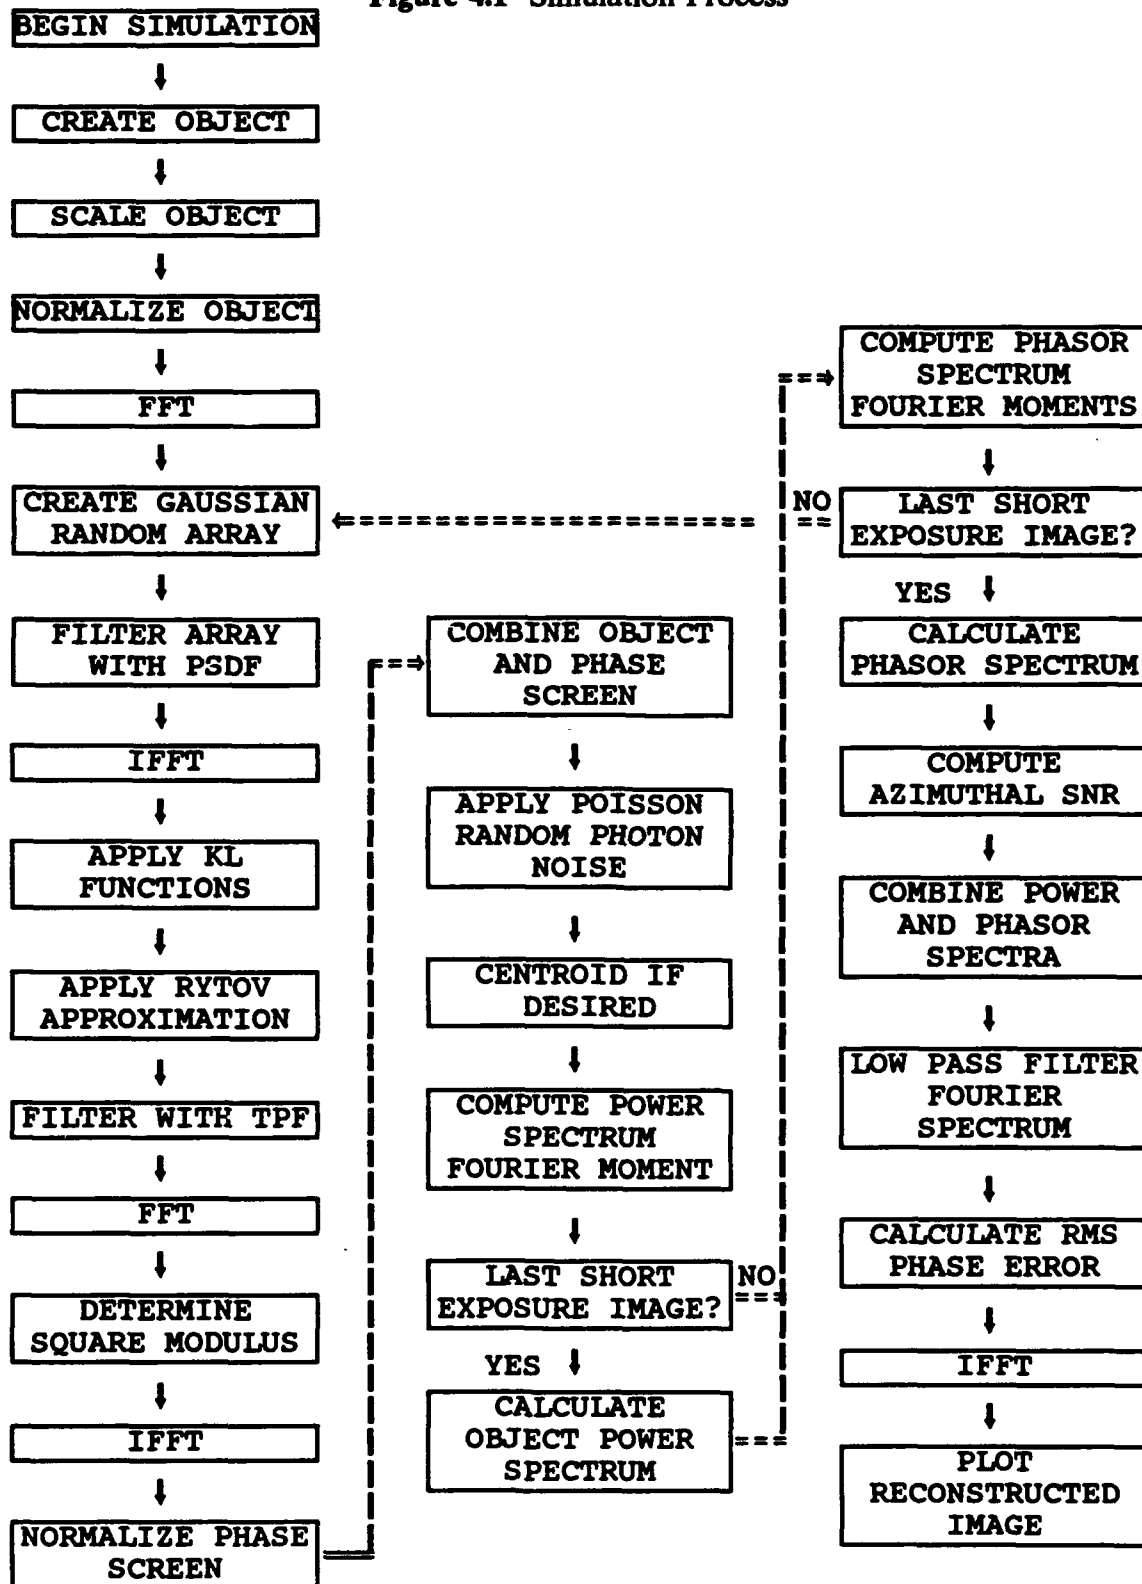 Figure 4.1 Simulation Process
BEGIN SIMULATION
CREATE OBJECT
SCALE OBJECT
NORMALIZE OBJECT
FFT
CREATE GAUSSIAN
RANDOM ARRAY
FILTER ARRAY
WITH PSDF
IFFT
APPLY KL
FUNCTIONS
APPLY RYTOV
APPROXIMATION
FILTER WITH TPF
FFT
DETERMINE
SQUARE MODULUS
IFFT
NORMALIZE PHASE
SCREEN
COMBINE OBJECT
AND PHASE
SCREEN
APPLY POISSON
RANDOM PHOTON
NOISE
CENTROID IF
DESIRED
COMPUTE POWER
SPECTRUM
FOURIER MOMENT
LAST SHORT
EXPOSURE IMAGE?
NO
YES
CALCULATE
OBJECT POWER
SPECTRUM
COMPUTE PHASOR
SPECTRUM
FOURIER MOMENTS
NO
LAST SHORT
EXPOSURE IMAGE?
YES
CALCULATE
PHASOR SPECTRUM
COMPUTE
AZIMUTHAL SNR
COMBINE POWER
AND PHASOR
SPECTRA
LOW PASS FILTER
FOURIER
SPECTRUM
CALCULATE RMS
PHASE ERROR
IFFT
PLOT
RECONSTRUCTED
IMAGE